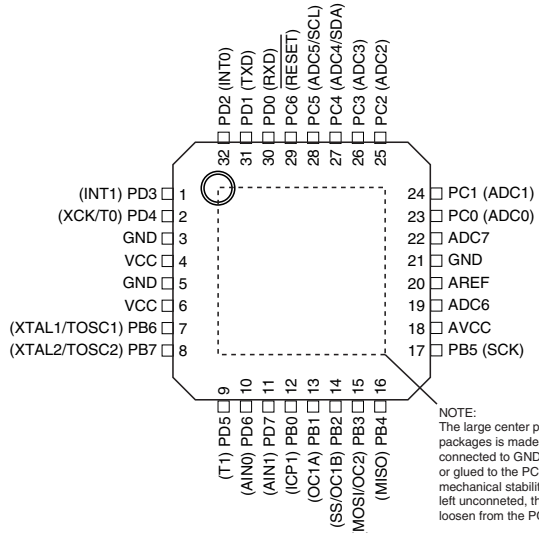 PD2 (INT0)
PD1 (TXD)
PD0 (RXD)
PC6 (RESET)
PC5 (ADC5/SCL)
PC4 (ADC4/SDA)
PC3 (ADC3)
PC2 (ADC2)
32
31
30
29
28
27
26
25
(INT1) PD3 1
(XCK/T0) PD4 2
GND 3
VCC 4
GND 5
VCC 6
(XTAL1/TOSC1) PB6 7
(XTAL2/TOSC2) PB7 8
24 PC1 (ADC1)
23 PC0 (ADC0)
22 ADC7
21 GND
20 AREF
19 ADC6
18 AVCC
17 PB5 (SCK)
9
10
11
12
13
14
15
16
(T1) PD5
(AIN0) PD6
(AIN1) PD7
(ICP1) PB0
(OC1A) PB1
(SS/OC1B) PB2
MOSI/OC2) PB3
(MISO) PB4
NOTE:
The large center p
packages is made
connected to GND
or glued to the PC
mechanical stabilit
left unconneted, th
loosen from the PC